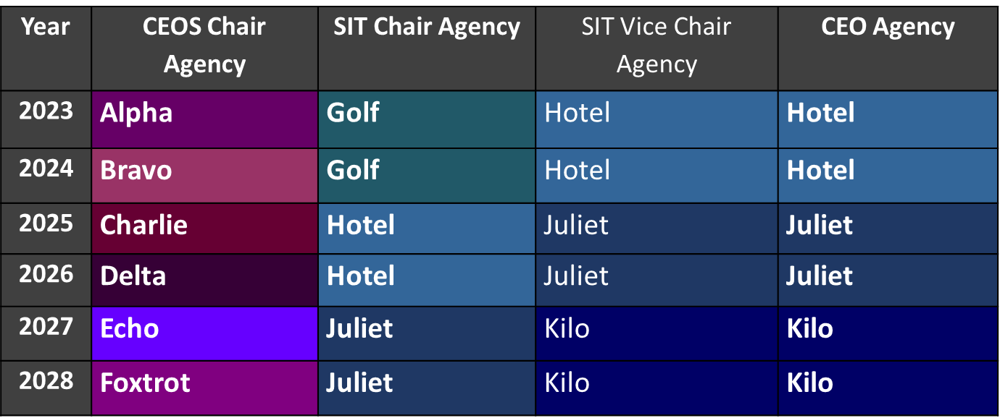 Year CEOS Chair Agency SIT Chair Agency SIT Vice Chair Agency CEO Agency
2023 Alpha Golf Hotel Hotel
2024 Bravo Golf Hotel Hotel
2025 Charlie Hotel Juliet Juliet
2026 Delta Hotel Juliet Juliet
2027 Echo Juliet Kilo Kilo
2028 Foxtrot Juliet Kilo Kilo